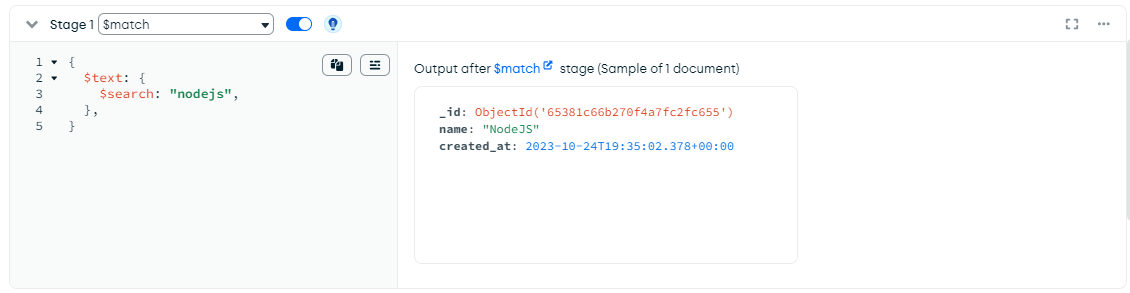 Stage 1 $match
1 {
2 $text: {
3 $search: "nodejs",
4 },
5 }
Output after $match stage (Sample of 1 document)
_id: ObjectId('65381c66b270f4a7fc2fc655')
name: "NodeJS"
created_at: 2023-10-24T19:35:02.378+00:00